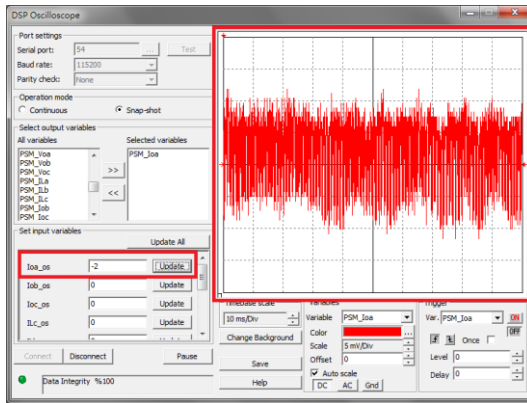 DSP Oscilloscope
Port settings
Serial port: 54 ... Test
Baud rate: 115200
Parity check: None
Operation mode
Continuous Snap-shot
Select output variables
All variables Selected variables
PSM_Voa PSM_Ioa
PSM_Vob
PSM_Voc
PSM_ILa
PSM_ILb
PSM_ILc
PSM_Iob
PSM_Ioc
>>
<<
Set input variables
Update All
Ioa_os -2 Update
Iob_os 0 Update
Ioc_os 0 Update
ILc_os 0 Update
Connect Disconnect Pause
Data Integrity %100
Timebase scale
10 ms/Div
Change Background
Save
Help
Variables
Variable PSM_Ioa
Color ...
Scale 5 mV/Div
Offset 0
Auto scale
DC AC Gnd
Trigger
Var. PSM_Ioa ON
OFF
Once
Level 0
Delay 0